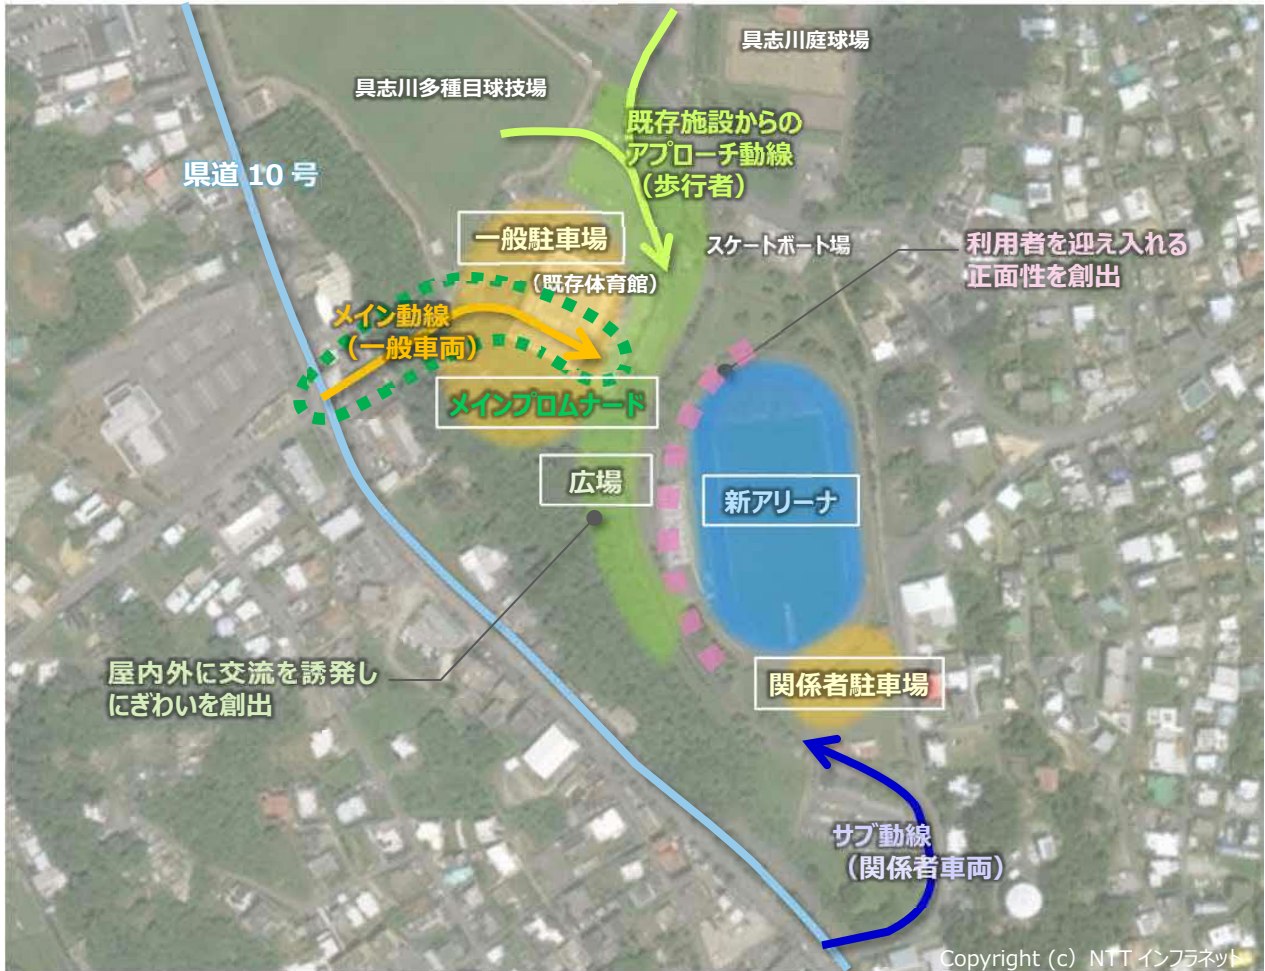 具志川庭球場
具志川多種目球技場
既存施設からの
アプローチ動線
（歩行者）
県道 10 号
一般駐車場
（既存体育館）
スケートボート場
利用者を迎え入れる
正面性を創出
メイン動線
（一般車両）
メインプロムナード
広場
新アリーナ
屋内外に交流を誘発し
にぎわいを創出
関係者駐車場
サブ動線
（関係者車両）
Copyright (c) NTT インフラネット